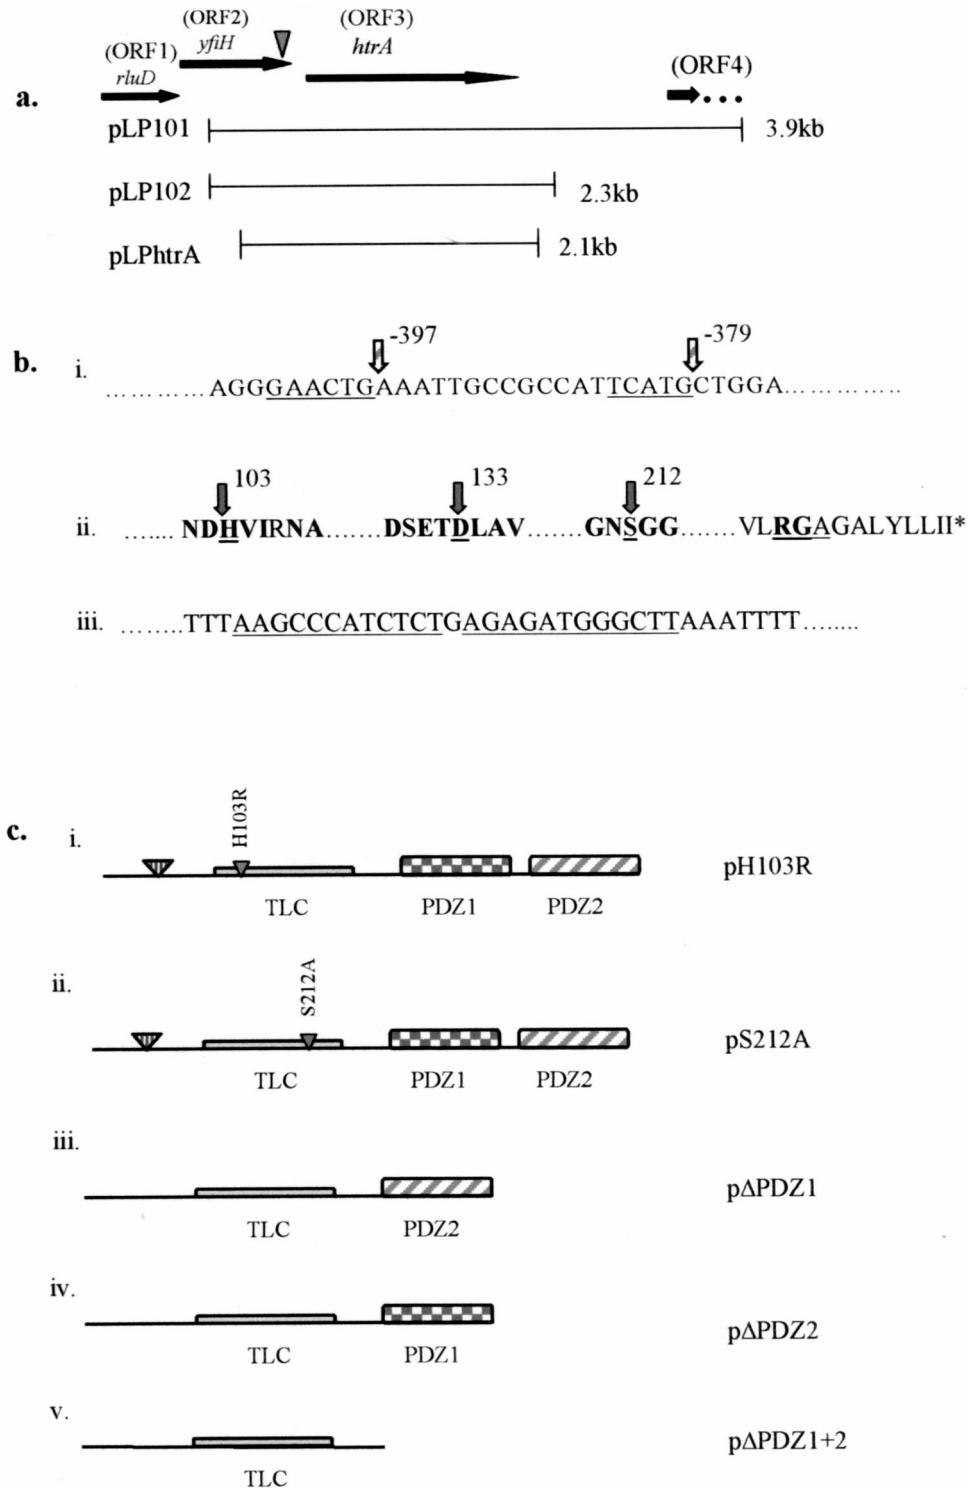 a.
(ORF1)
rluD
(ORF2)
yfiH
(ORF3)
htrA
(ORF4)
pLP101 3.9kb
pLP102 2.3kb
pLPhtrA 2.1kb
b.
i.
-397 -379
…………AGGGAACTGAAATTGCCGCCATTCATGCTGGA…………..
103 133 212
ii. ……. NDHVIRNA…….DSETDLAV…….GNSGG…….VLRGAGALYLLII*
iii. ……..TTTAAGCCCATCTCTGAGAGATGGGCTTAAATTTT……..
c.
i.
H103R
TLC PDZ1 PDZ2
pH103R
ii.
S212A
TLC PDZ1 PDZ2
pS212A
iii.
TLC PDZ2
pΔPDZ1
iv.
TLC PDZ1
pΔPDZ2
v.
TLC
pΔPDZ1+2